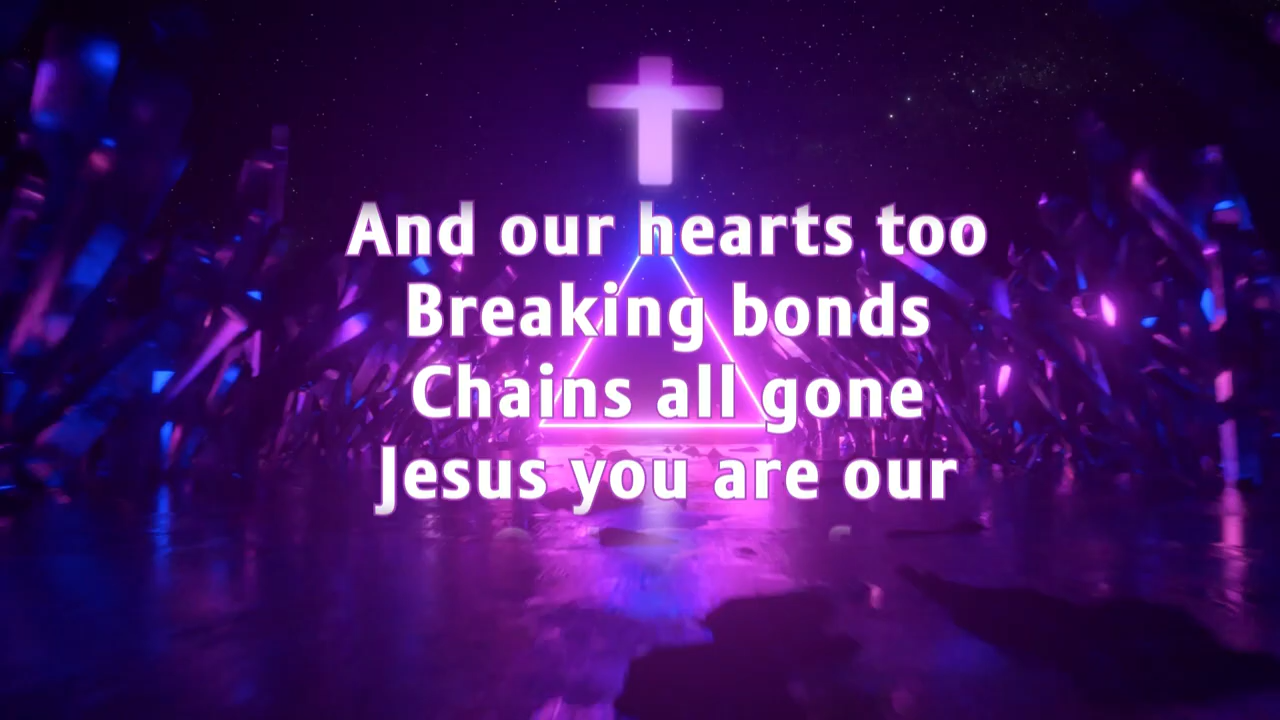 And our hearts too
Breaking bonds
Chains all gone
Jesus you are our